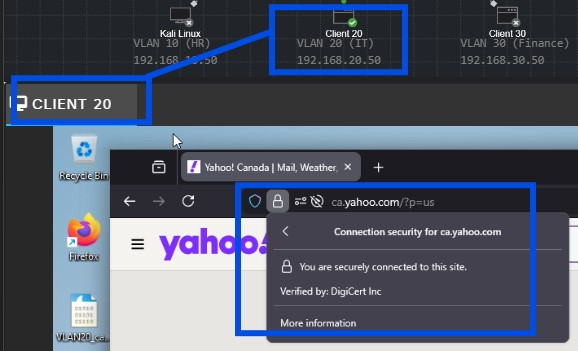 Kali Linux
Client 20
Client 30
VLAN 10 (HR)
VLAN 20 (IT)
VLAN 30 (Finance)
192.168.10.50
192.168.20.50
192.168.30.50
CLIENT 20
Recycle Bin
Yahoo! Canada | Mail, Weather,
ca.yahoo.com/?p=us
yahoo!
Connection security for ca.yahoo.com
Firefox
You are securely connected to this site.
Verified by: DigiCert Inc
More information
VLAN20_ca...